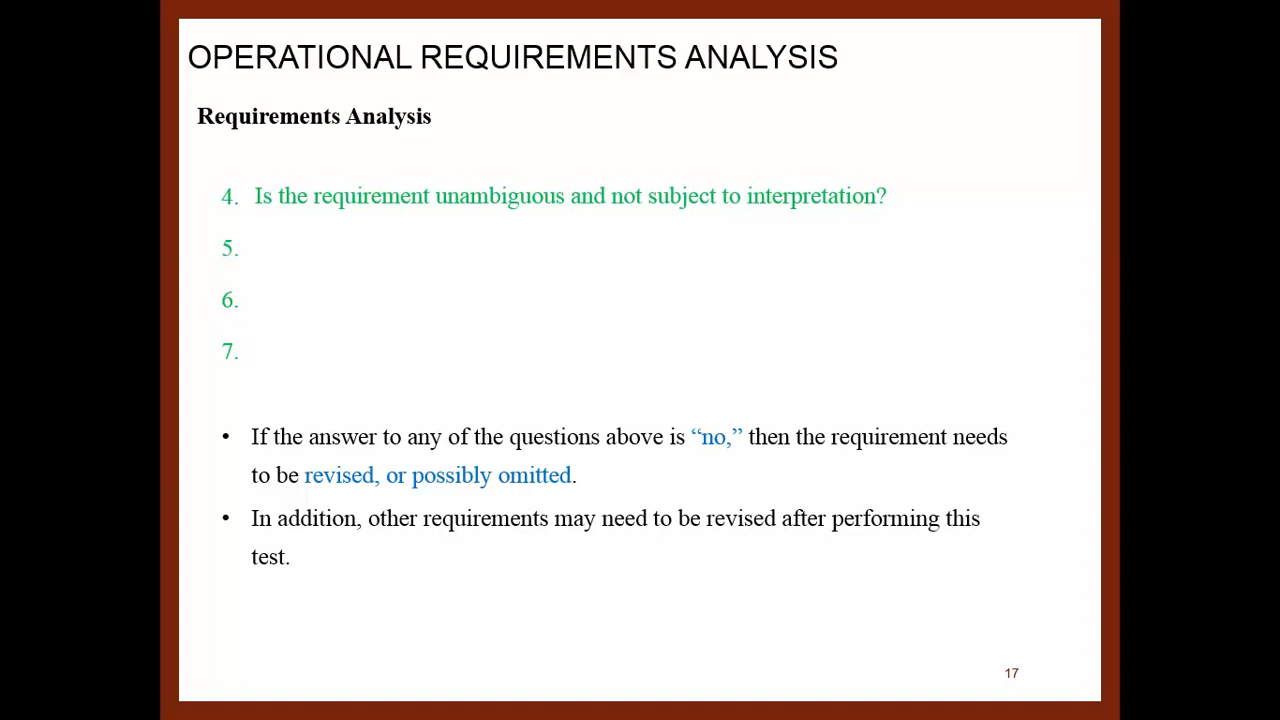 OPERATIONAL REQUIREMENTS ANALYSIS
Requirements Analysis
4. Is the requirement unambiguous and not subject to interpretation?
5.
6.
7.
• If the answer to any of the questions above is “no,” then the requirement needs
to be revised, or possibly omitted.
• In addition, other requirements may need to be revised after performing this
test.
17